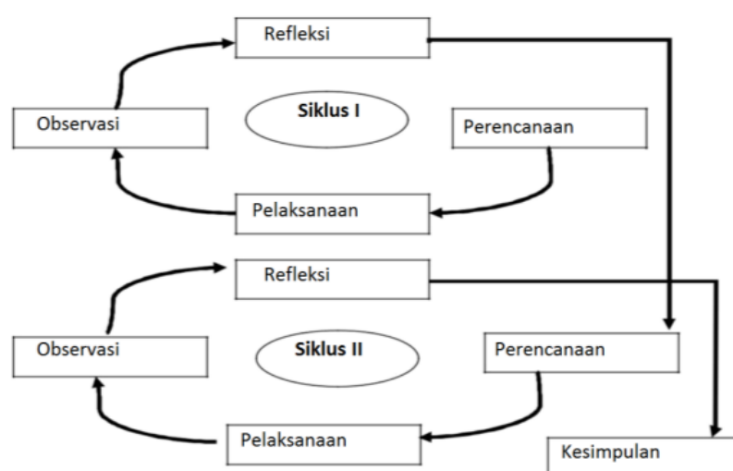 Refleksi
Siklus I
Observasi
Perencanaan
Pelaksanaan
Refleksi
Siklus II
Observasi
Perencanaan
Pelaksanaan
Kesimpulan